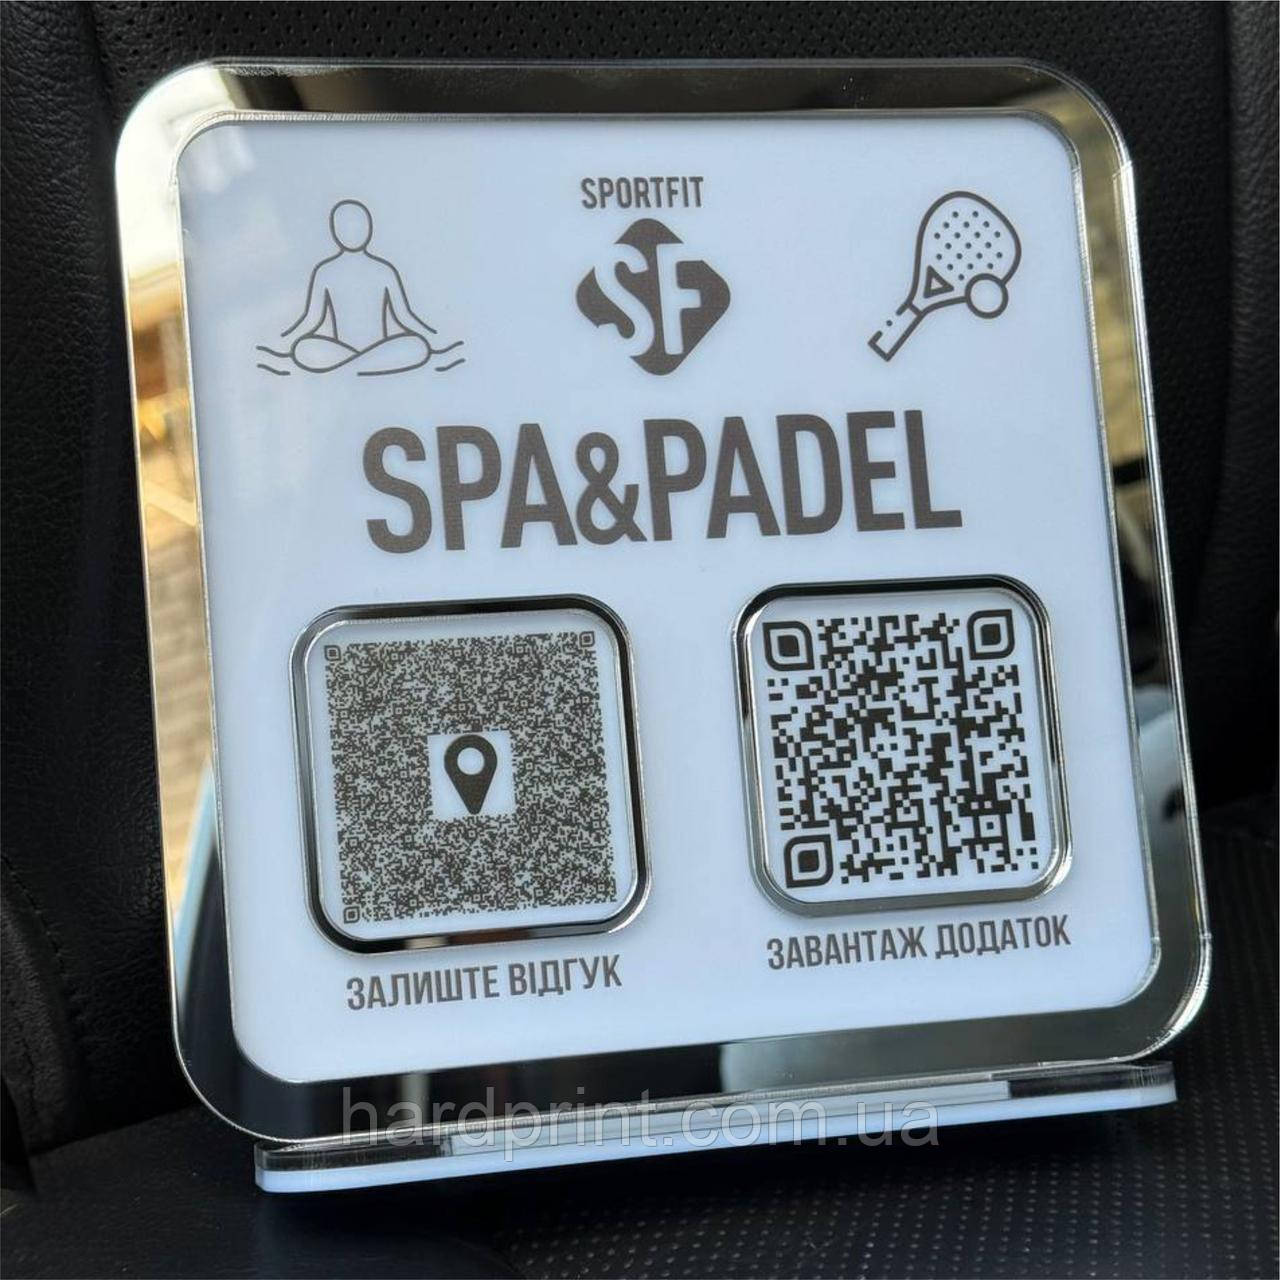 SPORTFIT
SF
SPA&PADEL
ЗАЛИШТЕ ВІДГУК
ЗАВАНТАЖ ДОДАТОК
hardprint.com.ua